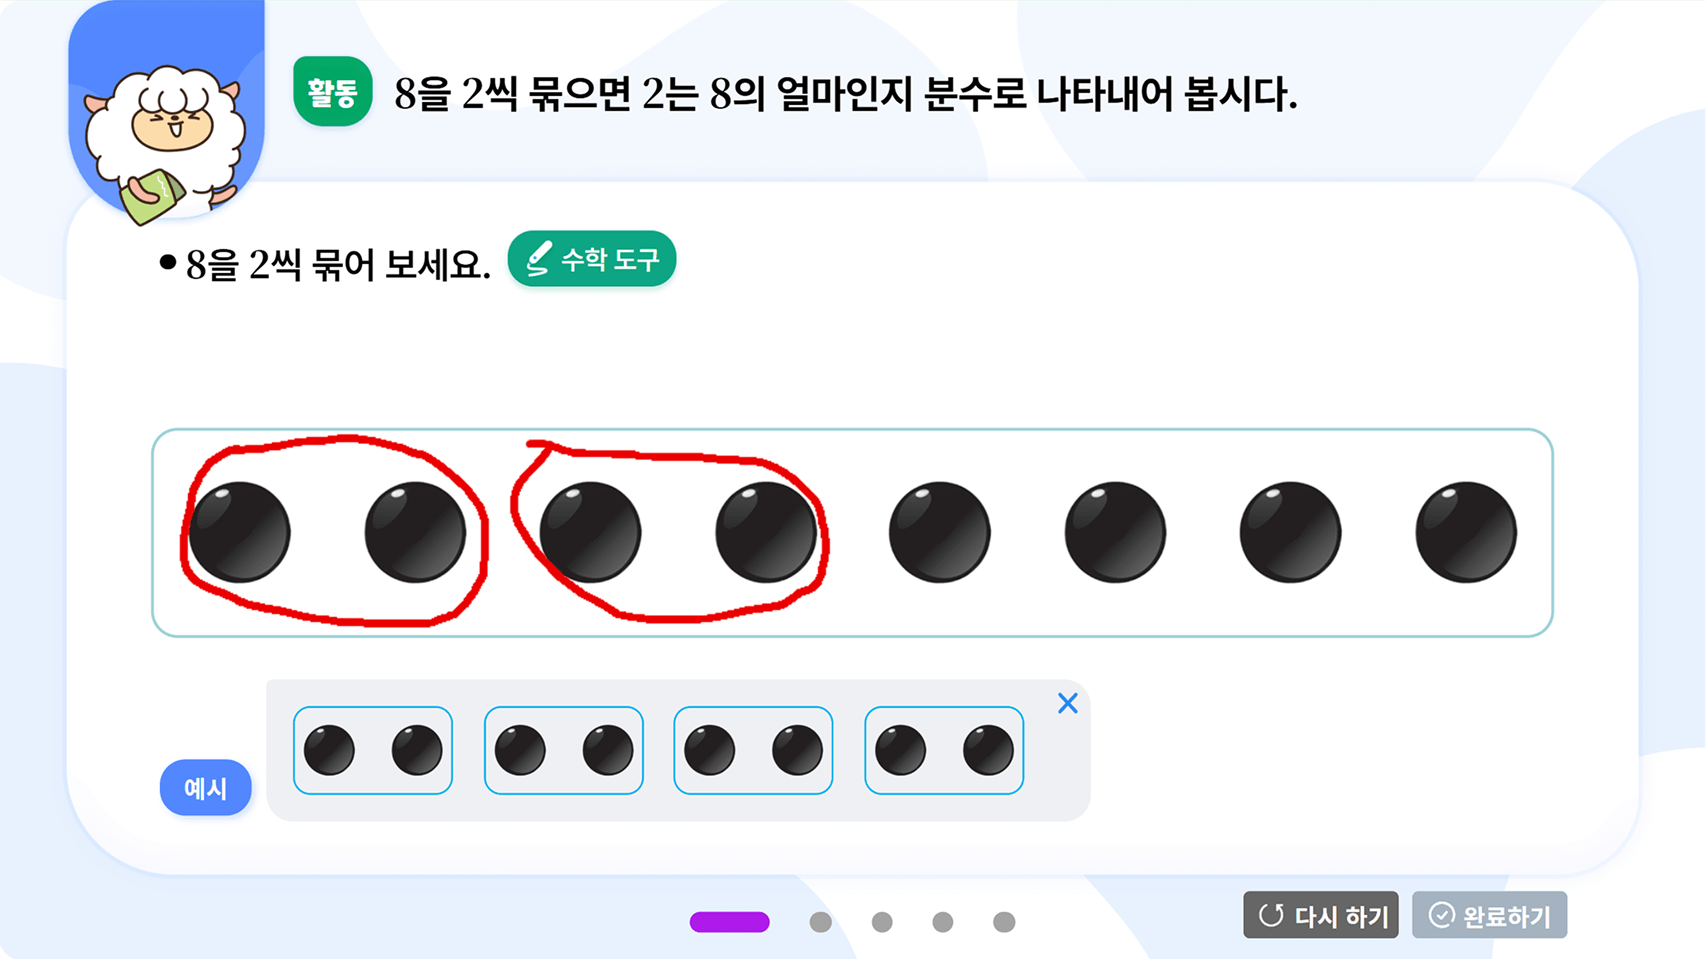 활동 8을 2씩 묶으면 2는 8의 얼마인지 분수로 나타내어 봅시다.
• 8을 2씩 묶어 보세요. 수학 도구
예시
다시 하기 완료하기